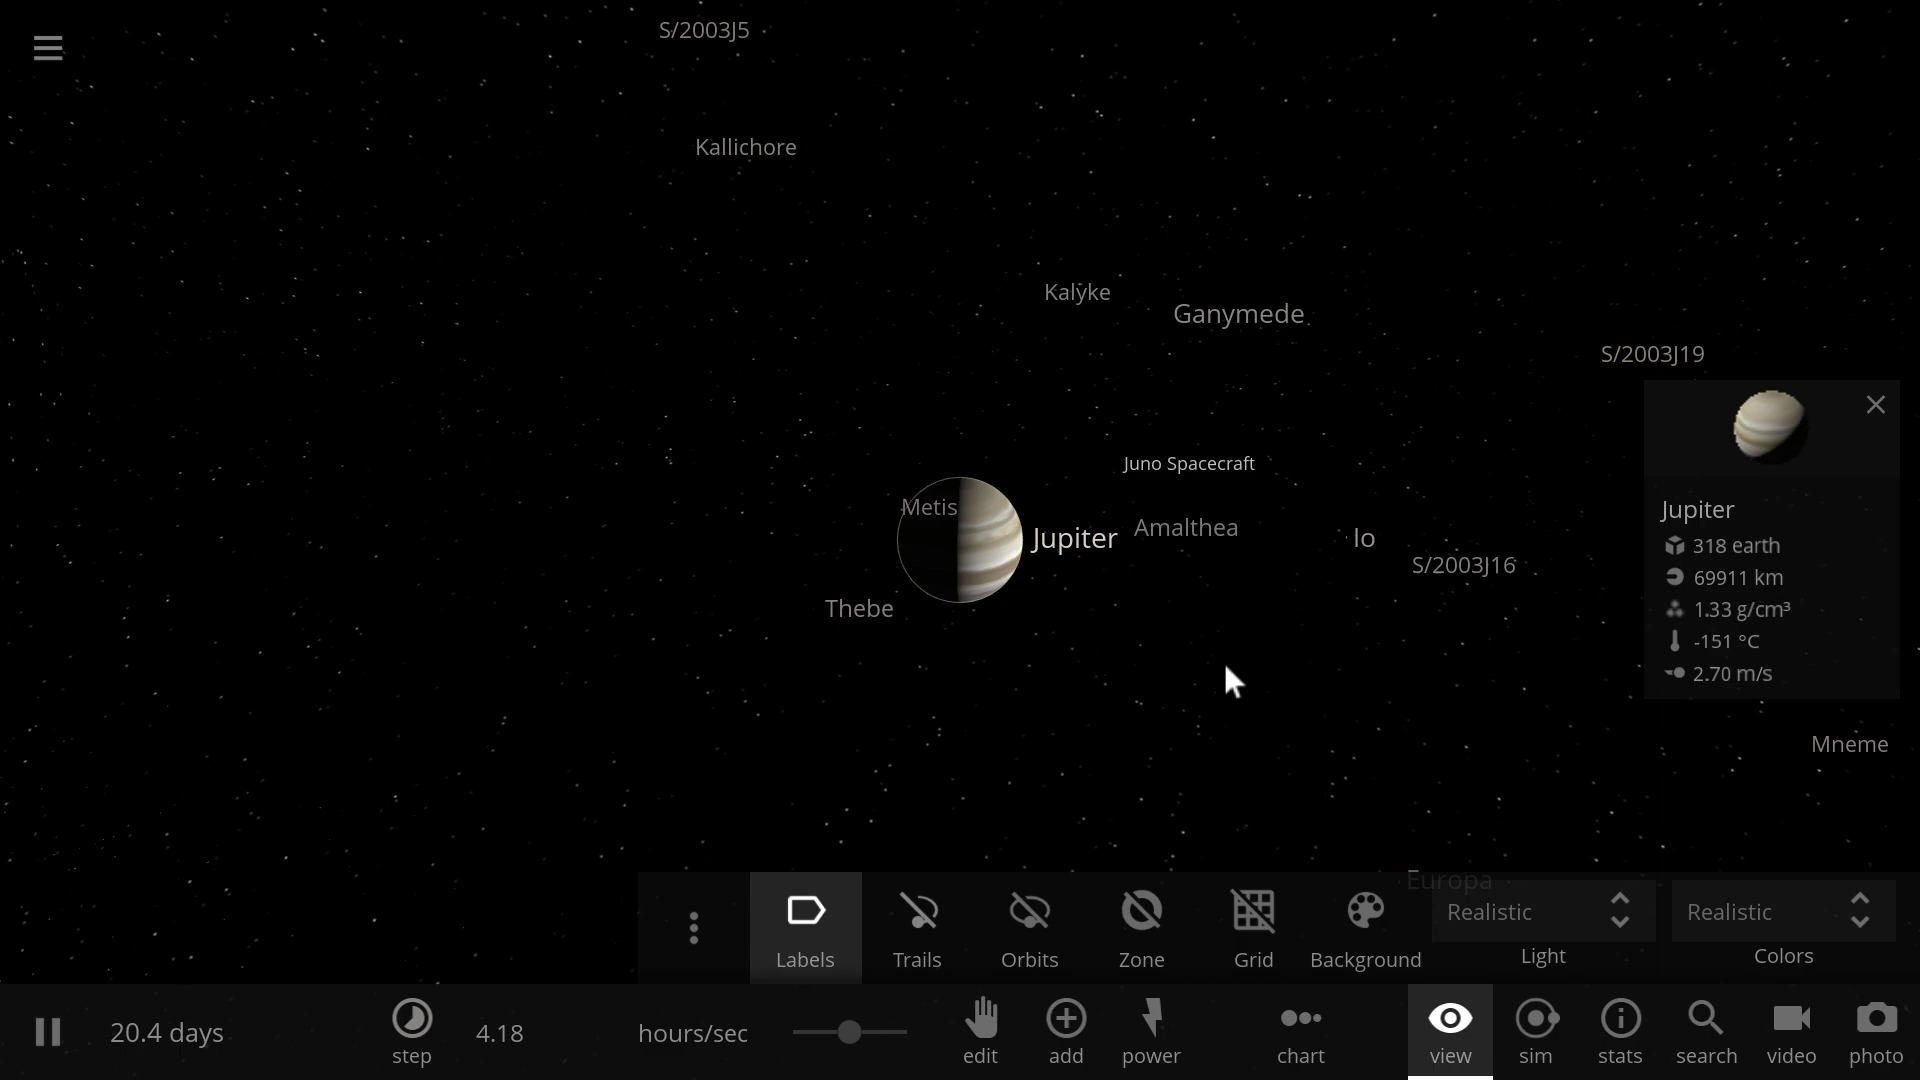 S/2003J5
Kallichore
Kalyke
Ganymede
S/2003J19
Juno Spacecraft
Metis
Jupiter
Amalthea
Io
S/2003J16
Thebe
Jupiter
318 earth
69911 km
1.33 g/cm³
-151 °C
2.70 m/s
Mneme
Europa
Labels
Trails
Orbits
Zone
Grid
Background
Realistic
Light
Realistic
Colors
20.4 days
step
4.18
hours/sec
edit
add
power
chart
view
sim
stats
search
video
photo